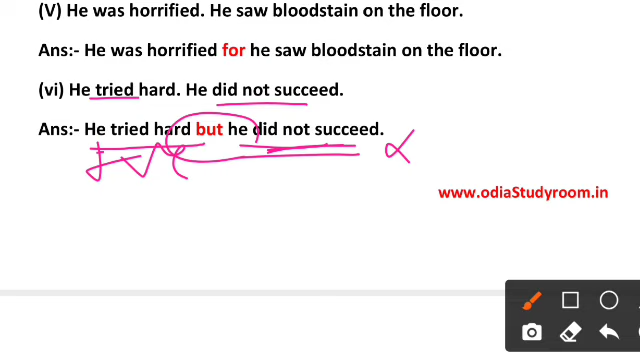 (V) He was horrified. He saw bloodstain on the floor.
Ans:- He was horrified for he saw bloodstain on the floor.
(vi) He tried hard. He did not succeed.
Ans:- He tried hard but he did not succeed.
www.odiaStudyroom.in